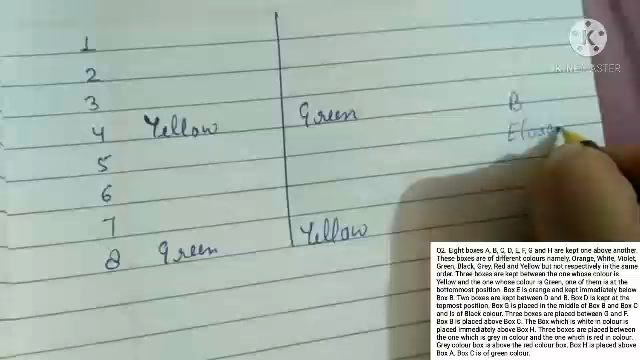 1
2
3
4 Yellow Green
5
6
7
8 Green Yellow
B
K
KINEMASTER
Q2. Eight boxes A, B, C, D, E, F, G and H are kept one above another.
These boxes are of different colours namely, Orange, White, Violet,
Green, Black, Grey, Red and Yellow but not respectively in the same
order. Three boxes are kept between the one whose colour is
Yellow and the one whose colour is Green, one of them is at the
bottommost position. Box E is orange and kept immediately below
Box B. Two boxes are kept between D and B. Box D is kept at the
topmost position. Box G is placed in the middle of Box B and Box C
and is of Black colour. Three boxes are placed between G and F.
Box B is placed above Box C. The Box which is white in colour is
placed immediately above Box H. Three boxes are placed between
the one which is grey in colour and the one which is red in colour.
Grey colour box is above the red colour box. Box H is placed above
Box A. Box C is of green colour.